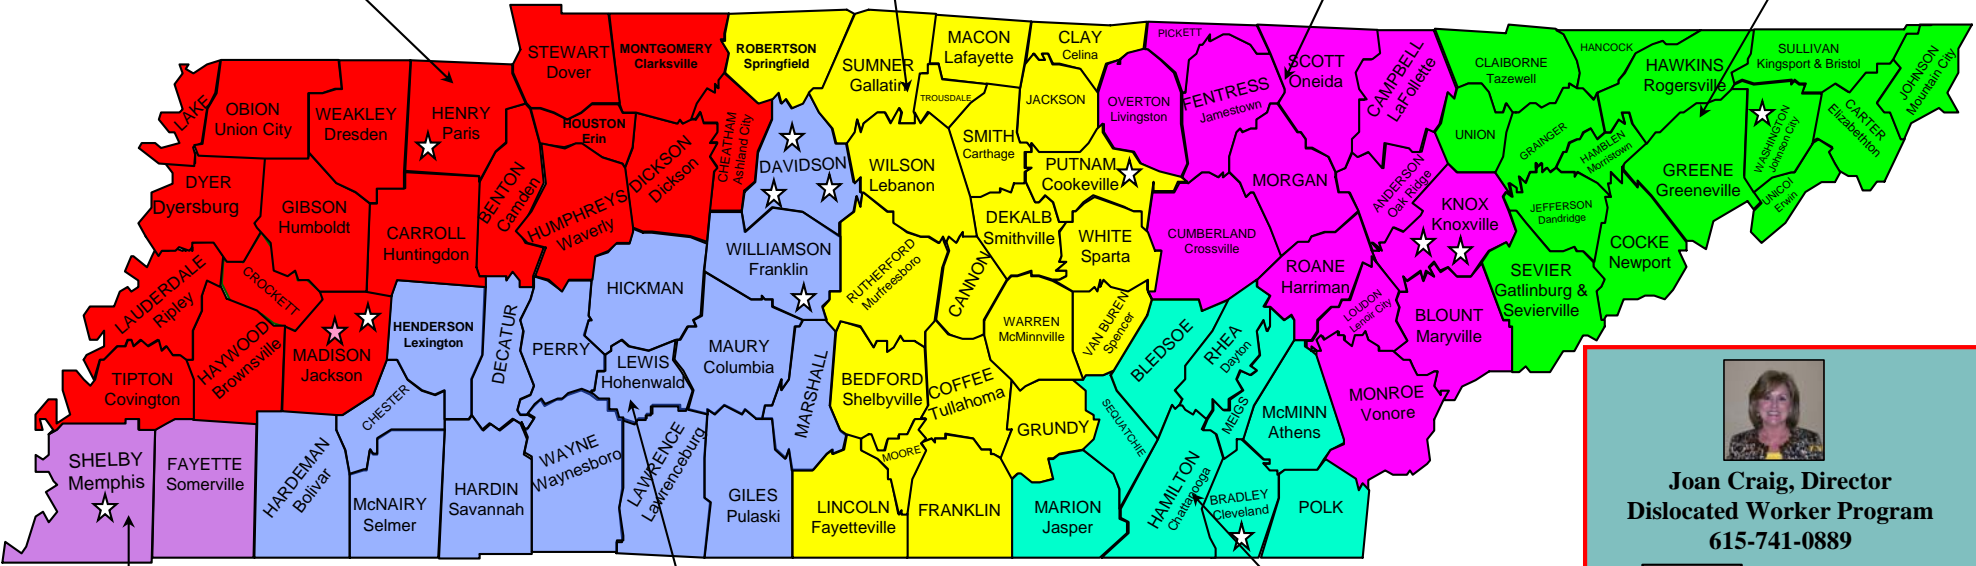 STEWART
Dover
MONTGOMERY
Clarksville
ROBERTSON
Springfield
SUMNER
Gallatin
MACON
Lafayette
CLAY
Celina
PICKETT
SCOTT
Oneida
CAMPBELL
LaFollette
CLAIBORNE
Tazewell
HANCOCK
HAWKINS
Rogersville
SULLIVAN
Kingsport & Bristol
JOHNSON
Mountain City
LAKE
OBION
Union City
WEAKLEY
Dresden
HENRY
Paris
HOUSTON
Erin
DICKSON
Dickson
CHEATHAM
Ashland City
DAVIDSON
TROUSDALE
WILSON
Lebanon
SMITH
Carthage
JACKSON
PUTNAM
Cookeville
OVERTON
Livingston
FENTRESS
Jamestown
MORGAN
ANDERSON
Oak Ridge
UNION
GRAINGER
HAMBLEN
Morristown
GREENE
Greeneville
WASHINGTON
Johnson City
CARTER
Elizabethton
UNICOI
Erwin
DYER
Dyersburg
GIBSON
Humboldt
CARROLL
Huntingdon
BENTON
Camden
HUMPHREYS
Waverly
WILLIAMSON
Franklin
RUTHERFORD
Murfreesboro
CANNON
DEKALB
Smithville
WHITE
Sparta
CUMBERLAND
Crossville
ROANE
Harriman
KNOX
Knoxville
JEFFERSON
Dandridge
COCKE
Newport
SEVIER
Gatlinburg &
Sevierville
LAUDERDALE
Ripley
CROCKETT
HAYWOOD
Brownsville
MADISON
Jackson
HENDERSON
Lexington
DECATUR
PERRY
HICKMAN
LEWIS
Hohenwald
MAURY
Columbia
MARSHALL
BEDFORD
Shelbyville
COFFEE
Tullahoma
WARREN
McMinnville
VAN BUREN
Spencer
BLEDSOE
RHEA
Dayton
LOUDON
Lenoir City
BLOUNT
Maryville
MONROE
Vonore
TIPTON
Covington
CHESTER
SHELBY
Memphis
FAYETTE
Somerville
HARDEMAN
Bolivar
McNAIRY
Selmer
HARDIN
Savannah
WAYNE
Waynesboro
LAWRENCE
Lawrenceburg
GILES
Pulaski
LINCOLN
Fayetteville
MOORE
FRANKLIN
GRUNDY
SEQUATCHIE
MARION
Jasper
HAMILTON
Chattanooga
MEIGS
McMINN
Athens
BRADLEY
Cleveland
POLK
Joan Craig, Director
Dislocated Worker Program
615-741-0889